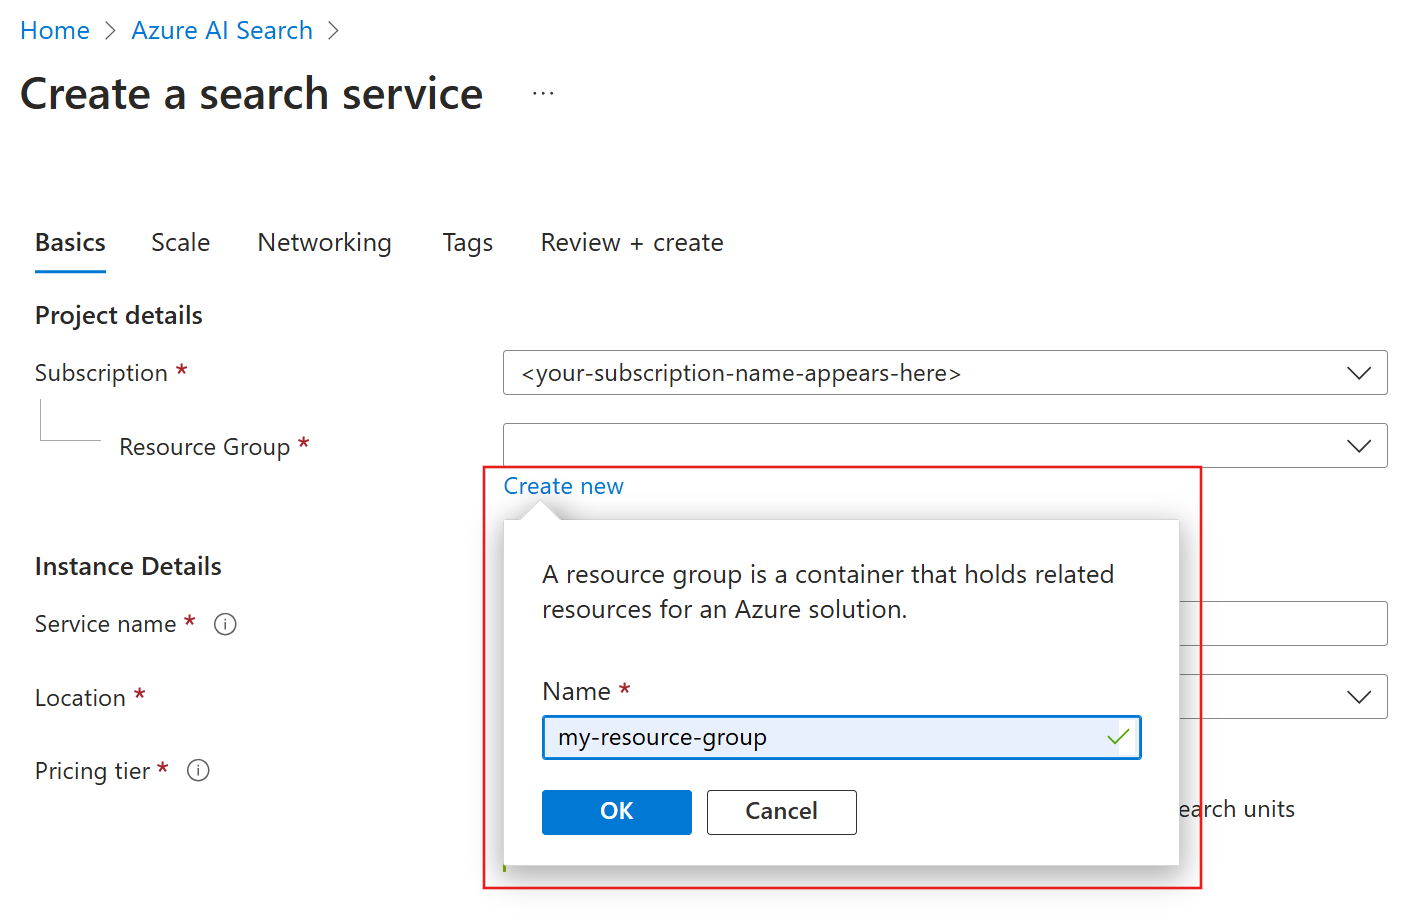 Home > Azure AI Search >
Create a search service ...
Basics Scale Networking Tags Review + create
Project details
Subscription * <your-subscription-name-appears-here>
Resource Group *
Create new
A resource group is a container that holds related
resources for an Azure solution.
Name *
my-resource-group
OK Cancel
Instance Details
Service name *
Location *
Pricing tier *
units